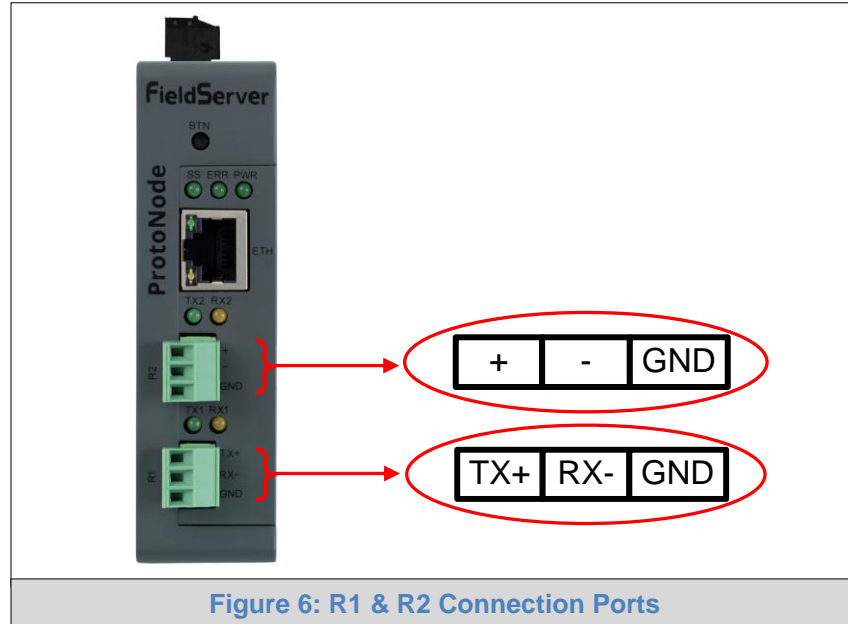 FieldServer
BTN
SS ERR PWR
ProtoNode
ETH
TX2 RX2
R2
+
-
GND
+ - GND
TX1 RX1
R1
TX+
RX-
GND
TX+ RX- GND
Figure 6: R1 & R2 Connection Ports